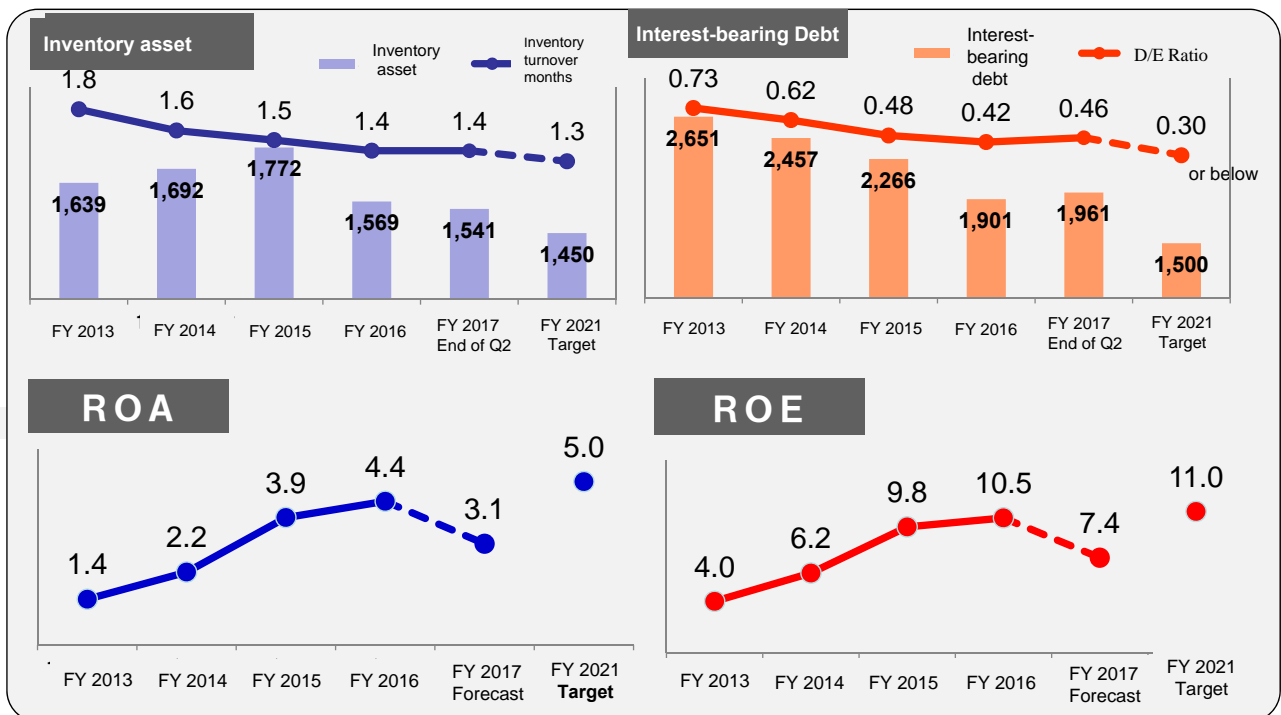 Inventory asset
Inventory
asset
Inventory
turnover
months
1.8
1.6
1.5
1.4
1.4
1.3
1,639
1,692
1,772
1,569
1,541
1,450
FY 2013
FY 2014
FY 2015
FY 2016
FY 2017
End of Q2
FY 2021
Target
Interest-bearing Debt
Interest-
bearing
debt
D/E Ratio
0.73
0.62
0.48
0.42
0.46
0.30
or below
2,651
2,457
2,266
1,901
1,961
1,500
FY 2013
FY 2014
FY 2015
FY 2016
FY 2017
End of Q2
FY 2021
Target
ROA
1.4
2.2
3.9
4.4
3.1
5.0
FY 2013
FY 2014
FY 2015
FY 2016
FY 2017
Forecast
FY 2021
Target
ROE
4.0
6.2
9.8
10.5
7.4
11.0
FY 2013
FY 2014
FY 2015
FY 2016
FY 2017
Forecast
FY 2021
Target